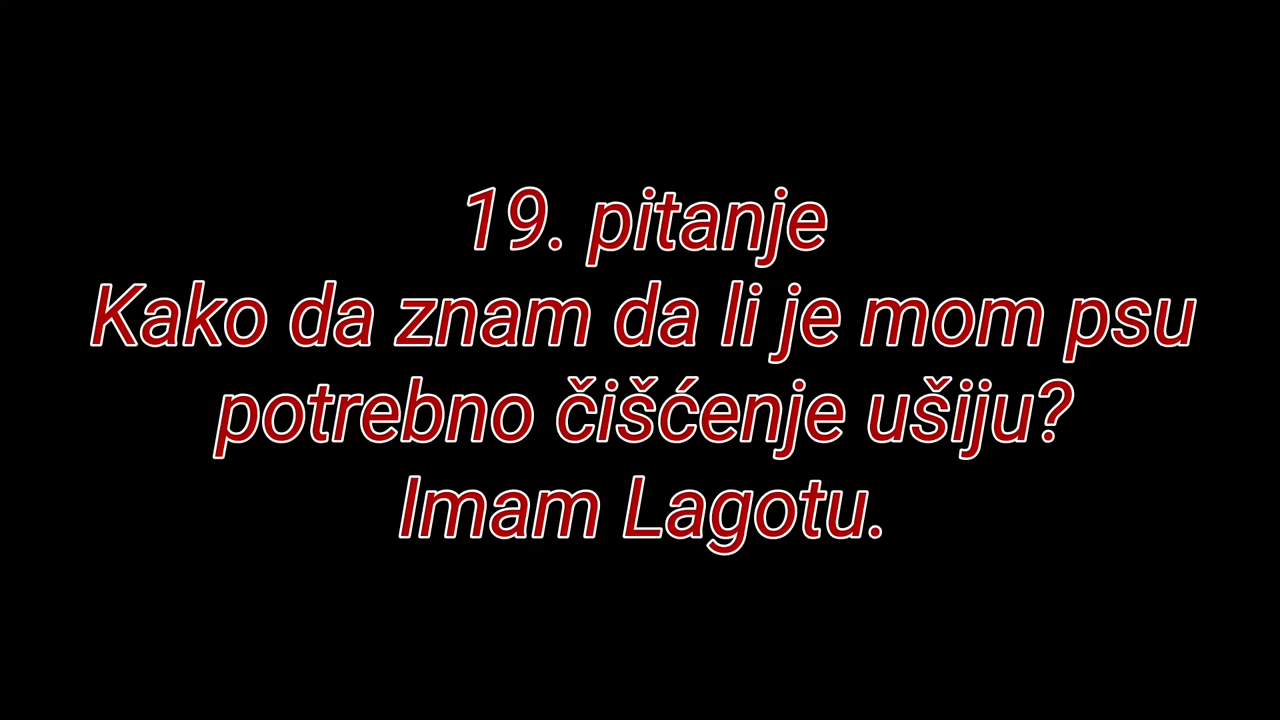 19. pitanje
Kako da znam da li je mom psu
potrebno čišćenje ušiju?
Imam Lagotu.